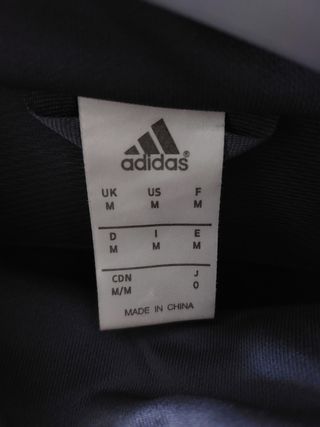 adidas®
UK US F
M M M
D I E
M M M
CDN J
M/M O
MADE IN CHINA